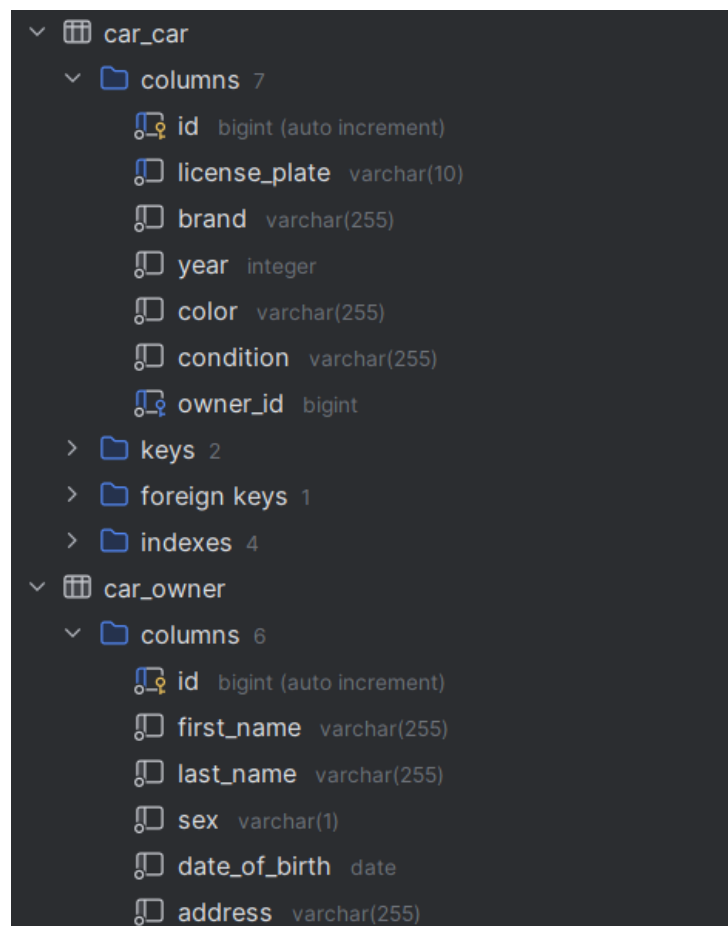 car_car
columns 7
id bigint (auto increment)
license_plate varchar(10)
brand varchar(255)
year integer
color varchar(255)
condition varchar(255)
owner_id bigint
keys 2
foreign keys 1
indexes 4
car_owner
columns 6
id bigint (auto increment)
first_name varchar(255)
last_name varchar(255)
sex varchar(1)
date_of_birth date
address varchar(255)